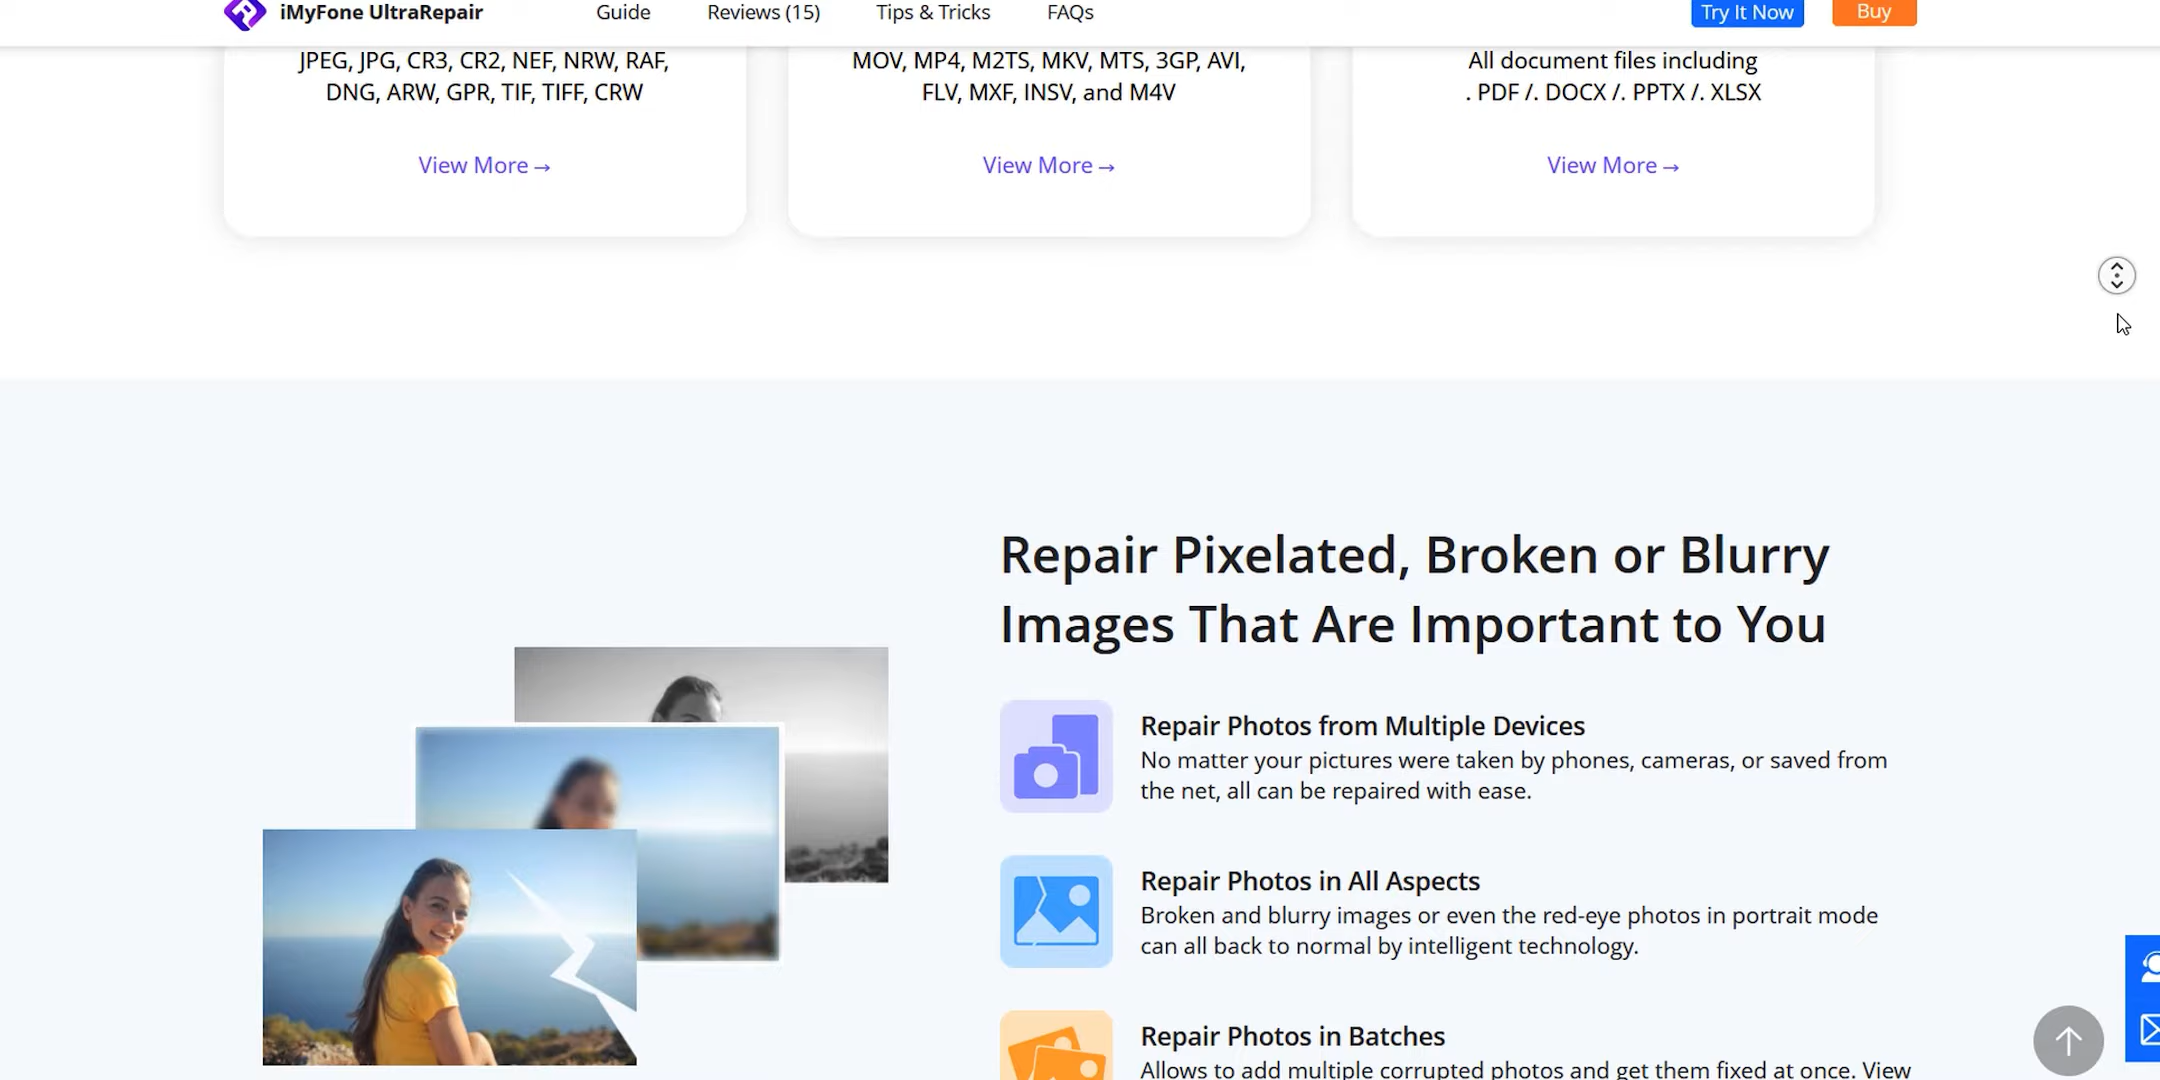 iMyFone UltraRepair
Guide
Reviews (15)
Tips & Tricks
FAQs
Try It Now
Buy
JPEG, JPG, CR3, CR2, NEF, NRW, RAF,
DNG, ARW, GPR, TIF, TIFF, CRW
View More →
MOV, MP4, M2TS, MKV, MTS, 3GP, AVI,
FLV, MXF, INSV, and M4V
View More →
All document files including
. PDF /. DOCX /. PPTX /. XLSX
View More →
Repair Pixelated, Broken or Blurry
Images That Are Important to You
Repair Photos from Multiple Devices
No matter your pictures were taken by phones, cameras, or saved from
the net, all can be repaired with ease.
Repair Photos in All Aspects
Broken and blurry images or even the red-eye photos in portrait mode
can all back to normal by intelligent technology.
Repair Photos in Batches
Allows to add multiple corrupted photos and get them fixed at once. View